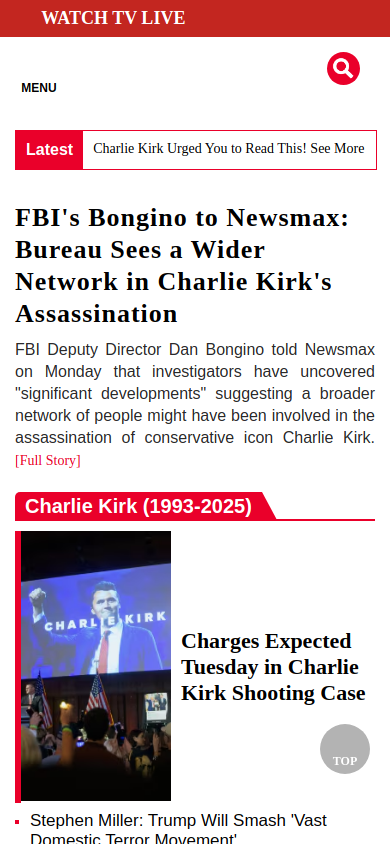 WATCH TV LIVE
MENU
Latest
Charlie Kirk Urged You to Read This! See More
FBI's Bongino to Newsmax:
Bureau Sees a Wider
Network in Charlie Kirk's
Assassination
FBI Deputy Director Dan Bongino told Newsmax
on Monday that investigators have uncovered
"significant developments" suggesting a broader
network of people might have been involved in the
assassination of conservative icon Charlie Kirk.
[Full Story]
Charlie Kirk (1993-2025)
CHARLIE KIRK
Charges Expected
Tuesday in Charlie
Kirk Shooting Case
TOP
Stephen Miller: Trump Will Smash 'Vast
Domestic Terror Movement'